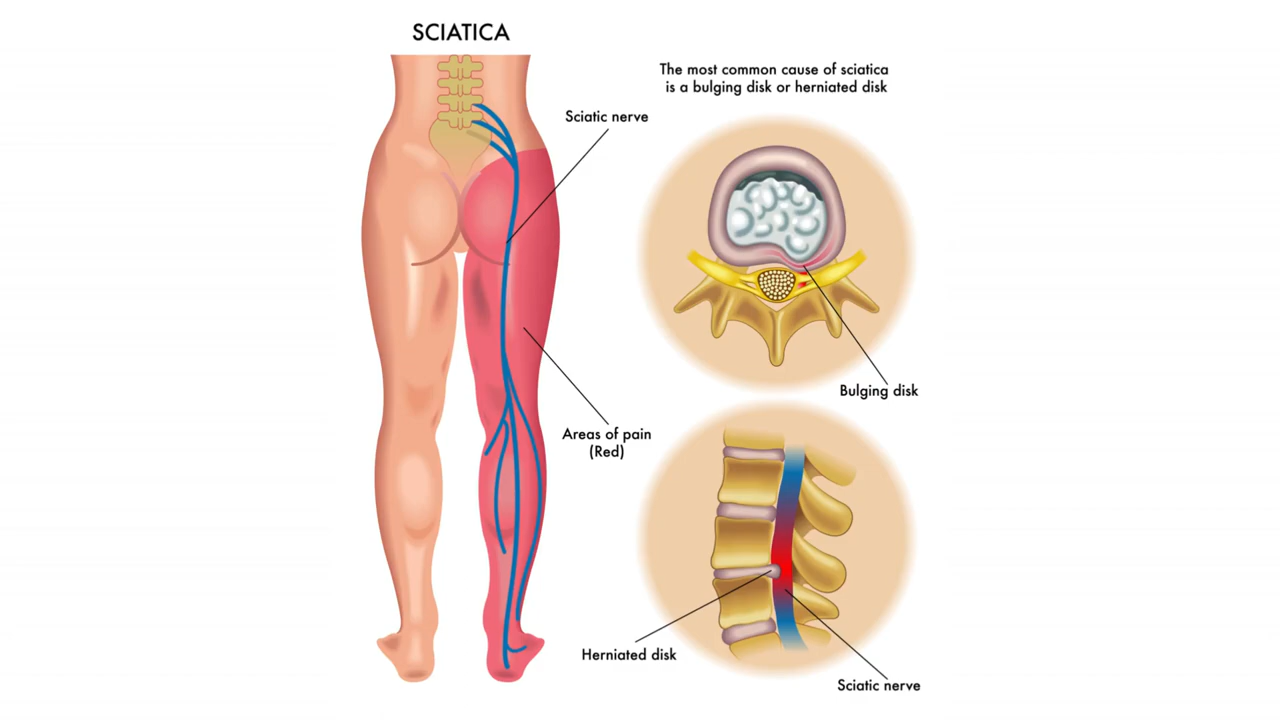 SCIATICA
The most common cause of sciatica
is a bulging disk or herniated disk
Sciatic nerve
Bulging disk
Areas of pain
(Red)
Herniated disk
Sciatic nerve